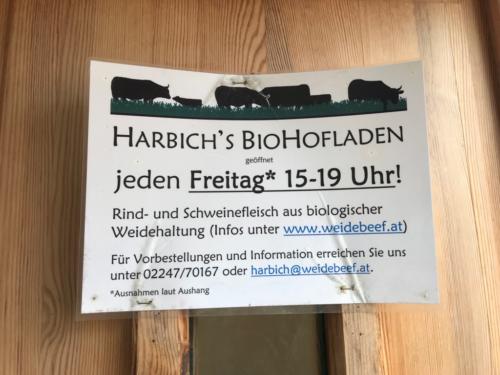 HARBICH'S BIOHOFLADEN
geöffnet
jeden Freitag* 15-19 Uhr!
Rind- und Schweinefleisch aus biologischer
Weidehaltung (Infos unter www.weidebeef.at)
Für Vorbestellungen und Information erreichen Sie uns
unter 02247/70167 oder harbich@weidebeef.at.
*Ausnahmen laut Aushang